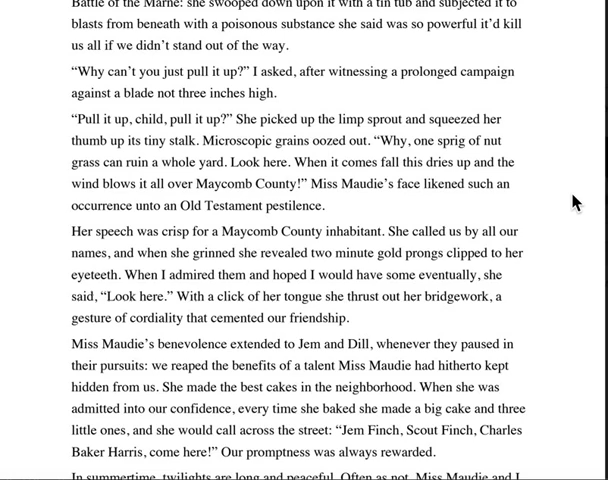 Battle of the Marne: she swooped down upon it with a tin tub and subjected it to
blasts from beneath with a poisonous substance she said was so powerful it’d kill
us all if we didn’t stand out of the way.
“Why can’t you just pull it up?” I asked, after witnessing a prolonged campaign
against a blade not three inches high.
“Pull it up, child, pull it up?” She picked up the limp sprout and squeezed her
thumb up its tiny stalk. Microscopic grains oozed out. “Why, one sprig of nut
grass can ruin a whole yard. Look here. When it comes fall this dries up and the
wind blows it all over Maycomb County!” Miss Maudie’s face likened such an
occurrence unto an Old Testament pestilence.
Her speech was crisp for a Maycomb County inhabitant. She called us by all our
names, and when she grinned she revealed two minute gold prongs clipped to her
eyeteeth. When I admired them and hoped I would have some eventually, she
said, “Look here.” With a click of her tongue she thrust out her bridgework, a
gesture of cordiality that cemented our friendship.
Miss Maudie’s benevolence extended to Jem and Dill, whenever they paused in
their pursuits: we reaped the benefits of a talent Miss Maudie had hitherto kept
hidden from us. She made the best cakes in the neighborhood. When she was
admitted into our confidence, every time she baked she made a big cake and three
little ones, and she would call across the street: “Jem Finch, Scout Finch, Charles
Baker Harris, come here!” Our promptness was always rewarded.
In summertime, twilights are long and peaceful. Often as not, Miss Maudie and I